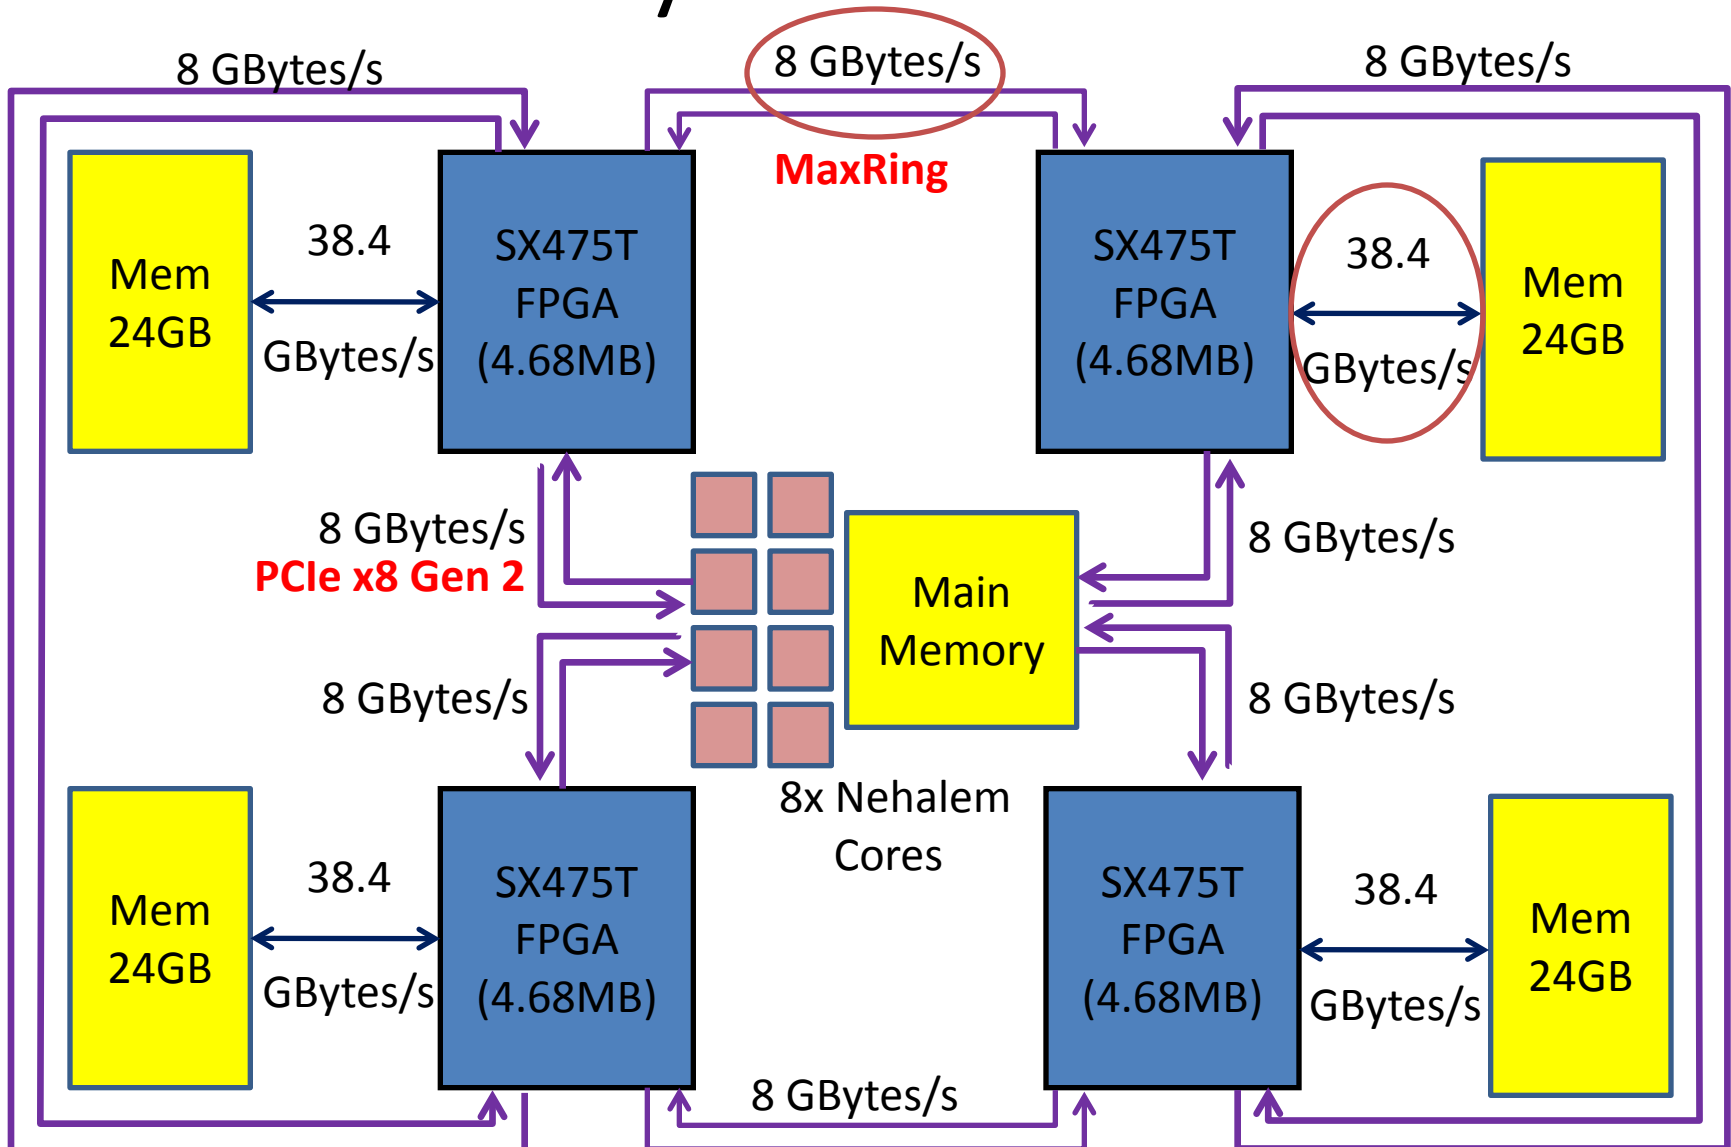 8 GBytes/s
8 GBytes/s
8 GBytes/s
MaxRing
Mem
24GB
38.4
GBytes/s
SX475T
FPGA
(4.68MB)
SX475T
FPGA
(4.68MB)
38.4
GBytes/s
Mem
24GB
8 GBytes/s
PCIe x8 Gen 2
Main
Memory
8 GBytes/s
8 GBytes/s
8 GBytes/s
8x Nehalem
Cores
Mem
24GB
38.4
GBytes/s
SX475T
FPGA
(4.68MB)
SX475T
FPGA
(4.68MB)
38.4
GBytes/s
Mem
24GB
8 GBytes/s